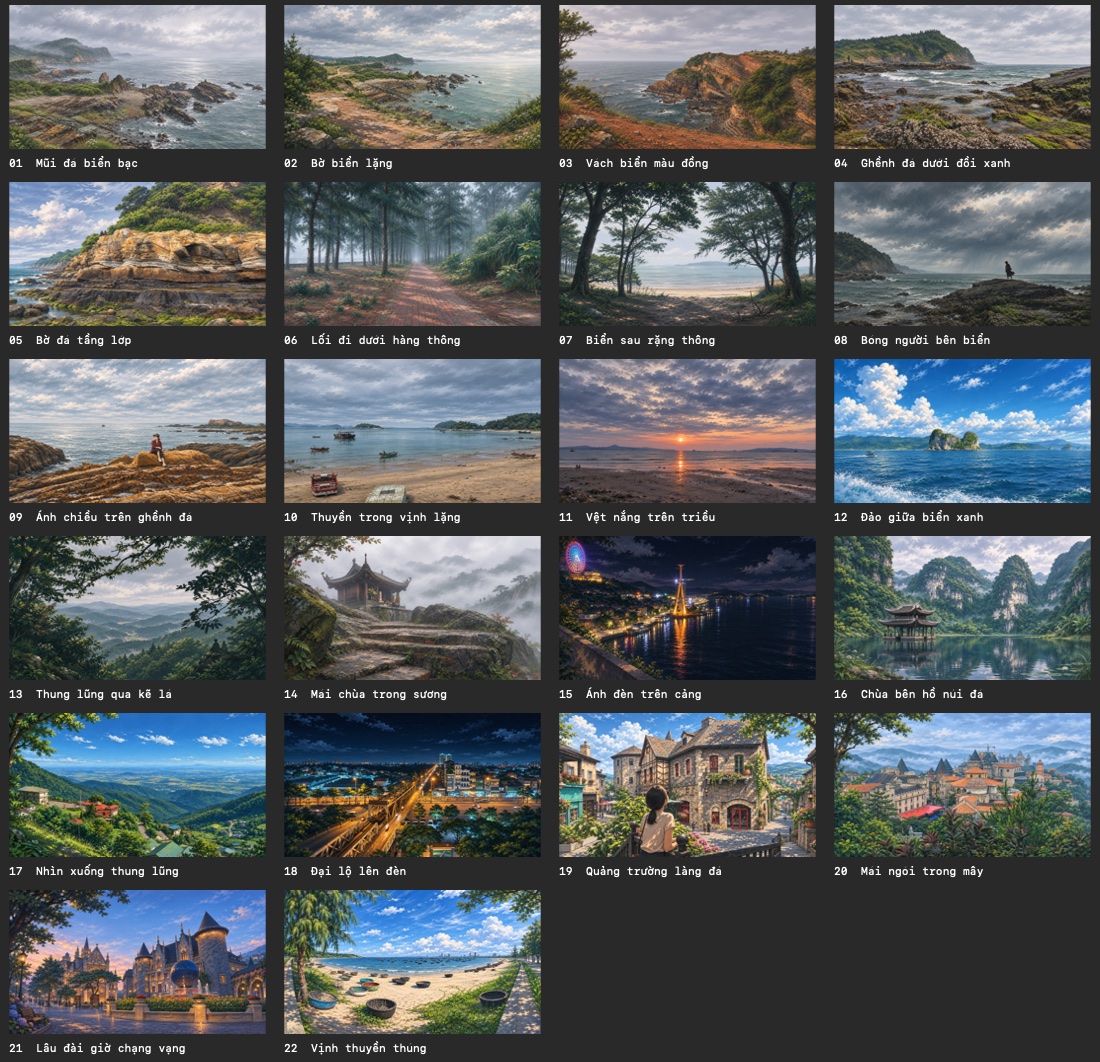 01 Mũi đá biển bạc
02 Bờ biển lặng
03 Vách biển màu đồng
04 Ghềnh đá dưới đồi xanh
05 Bờ đá tầng lớp
06 Lối đi dưới hàng thông
07 Biển sau rặng thông
08 Bóng người bên biển
09 Ánh chiều trên ghềnh đá
10 Thuyền trong vịnh lặng
11 Vệt nắng trên triều
12 Đảo giữa biển xanh
13 Thung lũng qua kẽ lá
14 Mái chùa trong sương
15 Ánh đèn trên cảng
16 Chùa bên hồ núi đá
17 Nhìn xuống thung lũng
18 Đại lộ lên đèn
19 Quảng trường làng đá
20 Mái ngói trong mây
21 Lâu đài giờ chạng vạng
22 Vịnh thuyền thúng